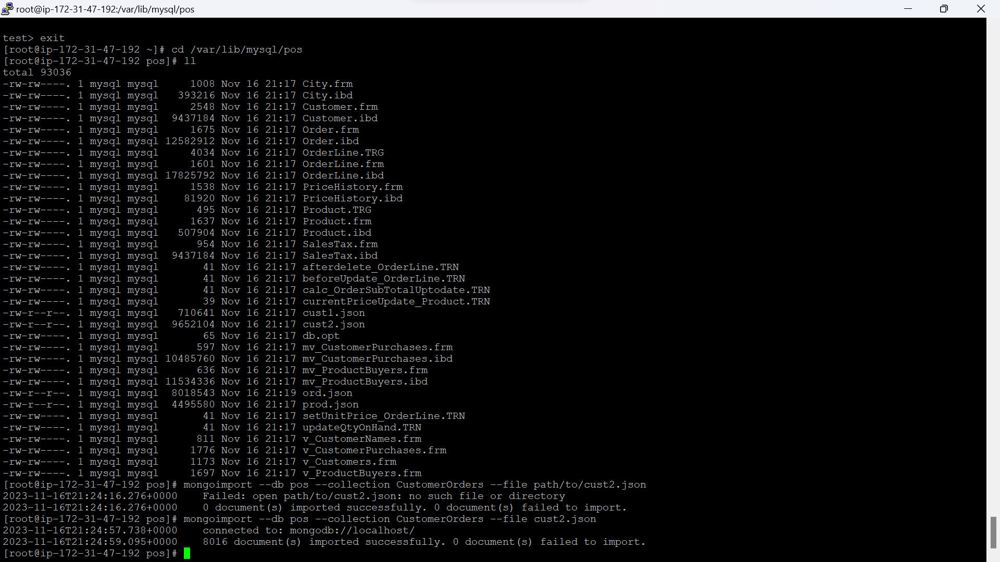 root@ip-172-31-47-192:/var/lib/mysql/pos
test> exit
[root@ip-172-31-47-192 ~]# cd /var/lib/mysql/pos
[root@ip-172-31-47-192 pos]# ll
total 93036
-rw-rw----. 1 mysql mysql     1008 Nov 16 21:17 City.frm
-rw-rw----. 1 mysql mysql   393216 Nov 16 21:17 City.ibd
-rw-rw----. 1 mysql mysql     2548 Nov 16 21:17 Customer.frm
-rw-rw----. 1 mysql mysql  9437184 Nov 16 21:17 Customer.ibd
-rw-rw----. 1 mysql mysql     1675 Nov 16 21:17 Order.frm
-rw-rw----. 1 mysql mysql 12582912 Nov 16 21:17 Order.ibd
-rw-rw----. 1 mysql mysql     4034 Nov 16 21:17 OrderLine.TRG
-rw-rw----. 1 mysql mysql     1601 Nov 16 21:17 OrderLine.frm
-rw-rw----. 1 mysql mysql 17825792 Nov 16 21:17 OrderLine.ibd
-rw-rw----. 1 mysql mysql     1538 Nov 16 21:17 PriceHistory.frm
-rw-rw----. 1 mysql mysql    81920 Nov 16 21:17 PriceHistory.ibd
-rw-rw----. 1 mysql mysql      495 Nov 16 21:17 Product.TRG
-rw-rw----. 1 mysql mysql     1637 Nov 16 21:17 Product.frm
-rw-rw----. 1 mysql mysql   507904 Nov 16 21:17 Product.ibd
-rw-rw----. 1 mysql mysql      954 Nov 16 21:17 SalesTax.frm
-rw-rw----. 1 mysql mysql  9437184 Nov 16 21:17 SalesTax.ibd
-rw-rw----. 1 mysql mysql       41 Nov 16 21:17 afterdelete_OrderLine.TRN
-rw-rw----. 1 mysql mysql       41 Nov 16 21:17 beforeUpdate_OrderLine.TRN
-rw-rw----. 1 mysql mysql       41 Nov 16 21:17 calc_OrderSubTotalUptodate.TRN
-rw-rw----. 1 mysql mysql       39 Nov 16 21:17 currentPriceUpdate_Product.TRN
-rw-r--r--. 1 mysql mysql   710641 Nov 16 21:17 cust1.json
-rw-r--r--. 1 mysql mysql  9652104 Nov 16 21:17 cust2.json
-rw-rw----. 1 mysql mysql       65 Nov 16 21:17 db.opt
-rw-rw----. 1 mysql mysql      597 Nov 16 21:17 mv_CustomerPurchases.frm
-rw-rw----. 1 mysql mysql 10485760 Nov 16 21:17 mv_CustomerPurchases.ibd
-rw-rw----. 1 mysql mysql      636 Nov 16 21:17 mv_ProductBuyers.frm
-rw-rw----. 1 mysql mysql 11534336 Nov 16 21:17 mv_ProductBuyers.ibd
-rw-r--r--. 1 mysql mysql  8018543 Nov 16 21:19 ord.json
-rw-r--r--. 1 mysql mysql  4495580 Nov 16 21:17 prod.json
-rw-rw----. 1 mysql mysql       41 Nov 16 21:17 setUnitPrice_OrderLine.TRN
-rw-rw----. 1 mysql mysql       41 Nov 16 21:17 updateQtyOnHand.TRN
-rw-rw----. 1 mysql mysql      811 Nov 16 21:17 v_CustomerNames.frm
-rw-rw----. 1 mysql mysql     1776 Nov 16 21:17 v_CustomerPurchases.frm
-rw-rw----. 1 mysql mysql     1173 Nov 16 21:17 v_Customers.frm
-rw-rw----. 1 mysql mysql     1697 Nov 16 21:17 v_ProductBuyers.frm
[root@ip-172-31-47-192 pos]# mongoimport --db pos --collection CustomerOrders --file path/to/cust2.json
2023-11-16T21:24:16.276+0000    Failed: open path/to/cust2.json: no such file or directory
2023-11-16T21:24:16.276+0000    0 document(s) imported successfully. 0 document(s) failed to import.
[root@ip-172-31-47-192 pos]# mongoimport --db pos --collection CustomerOrders --file cust2.json
2023-11-16T21:24:57.738+0000    connected to: mongodb://localhost/
2023-11-16T21:24:59.095+0000    8016 document(s) imported successfully. 0 document(s) failed to import.
[root@ip-172-31-47-192 pos]#